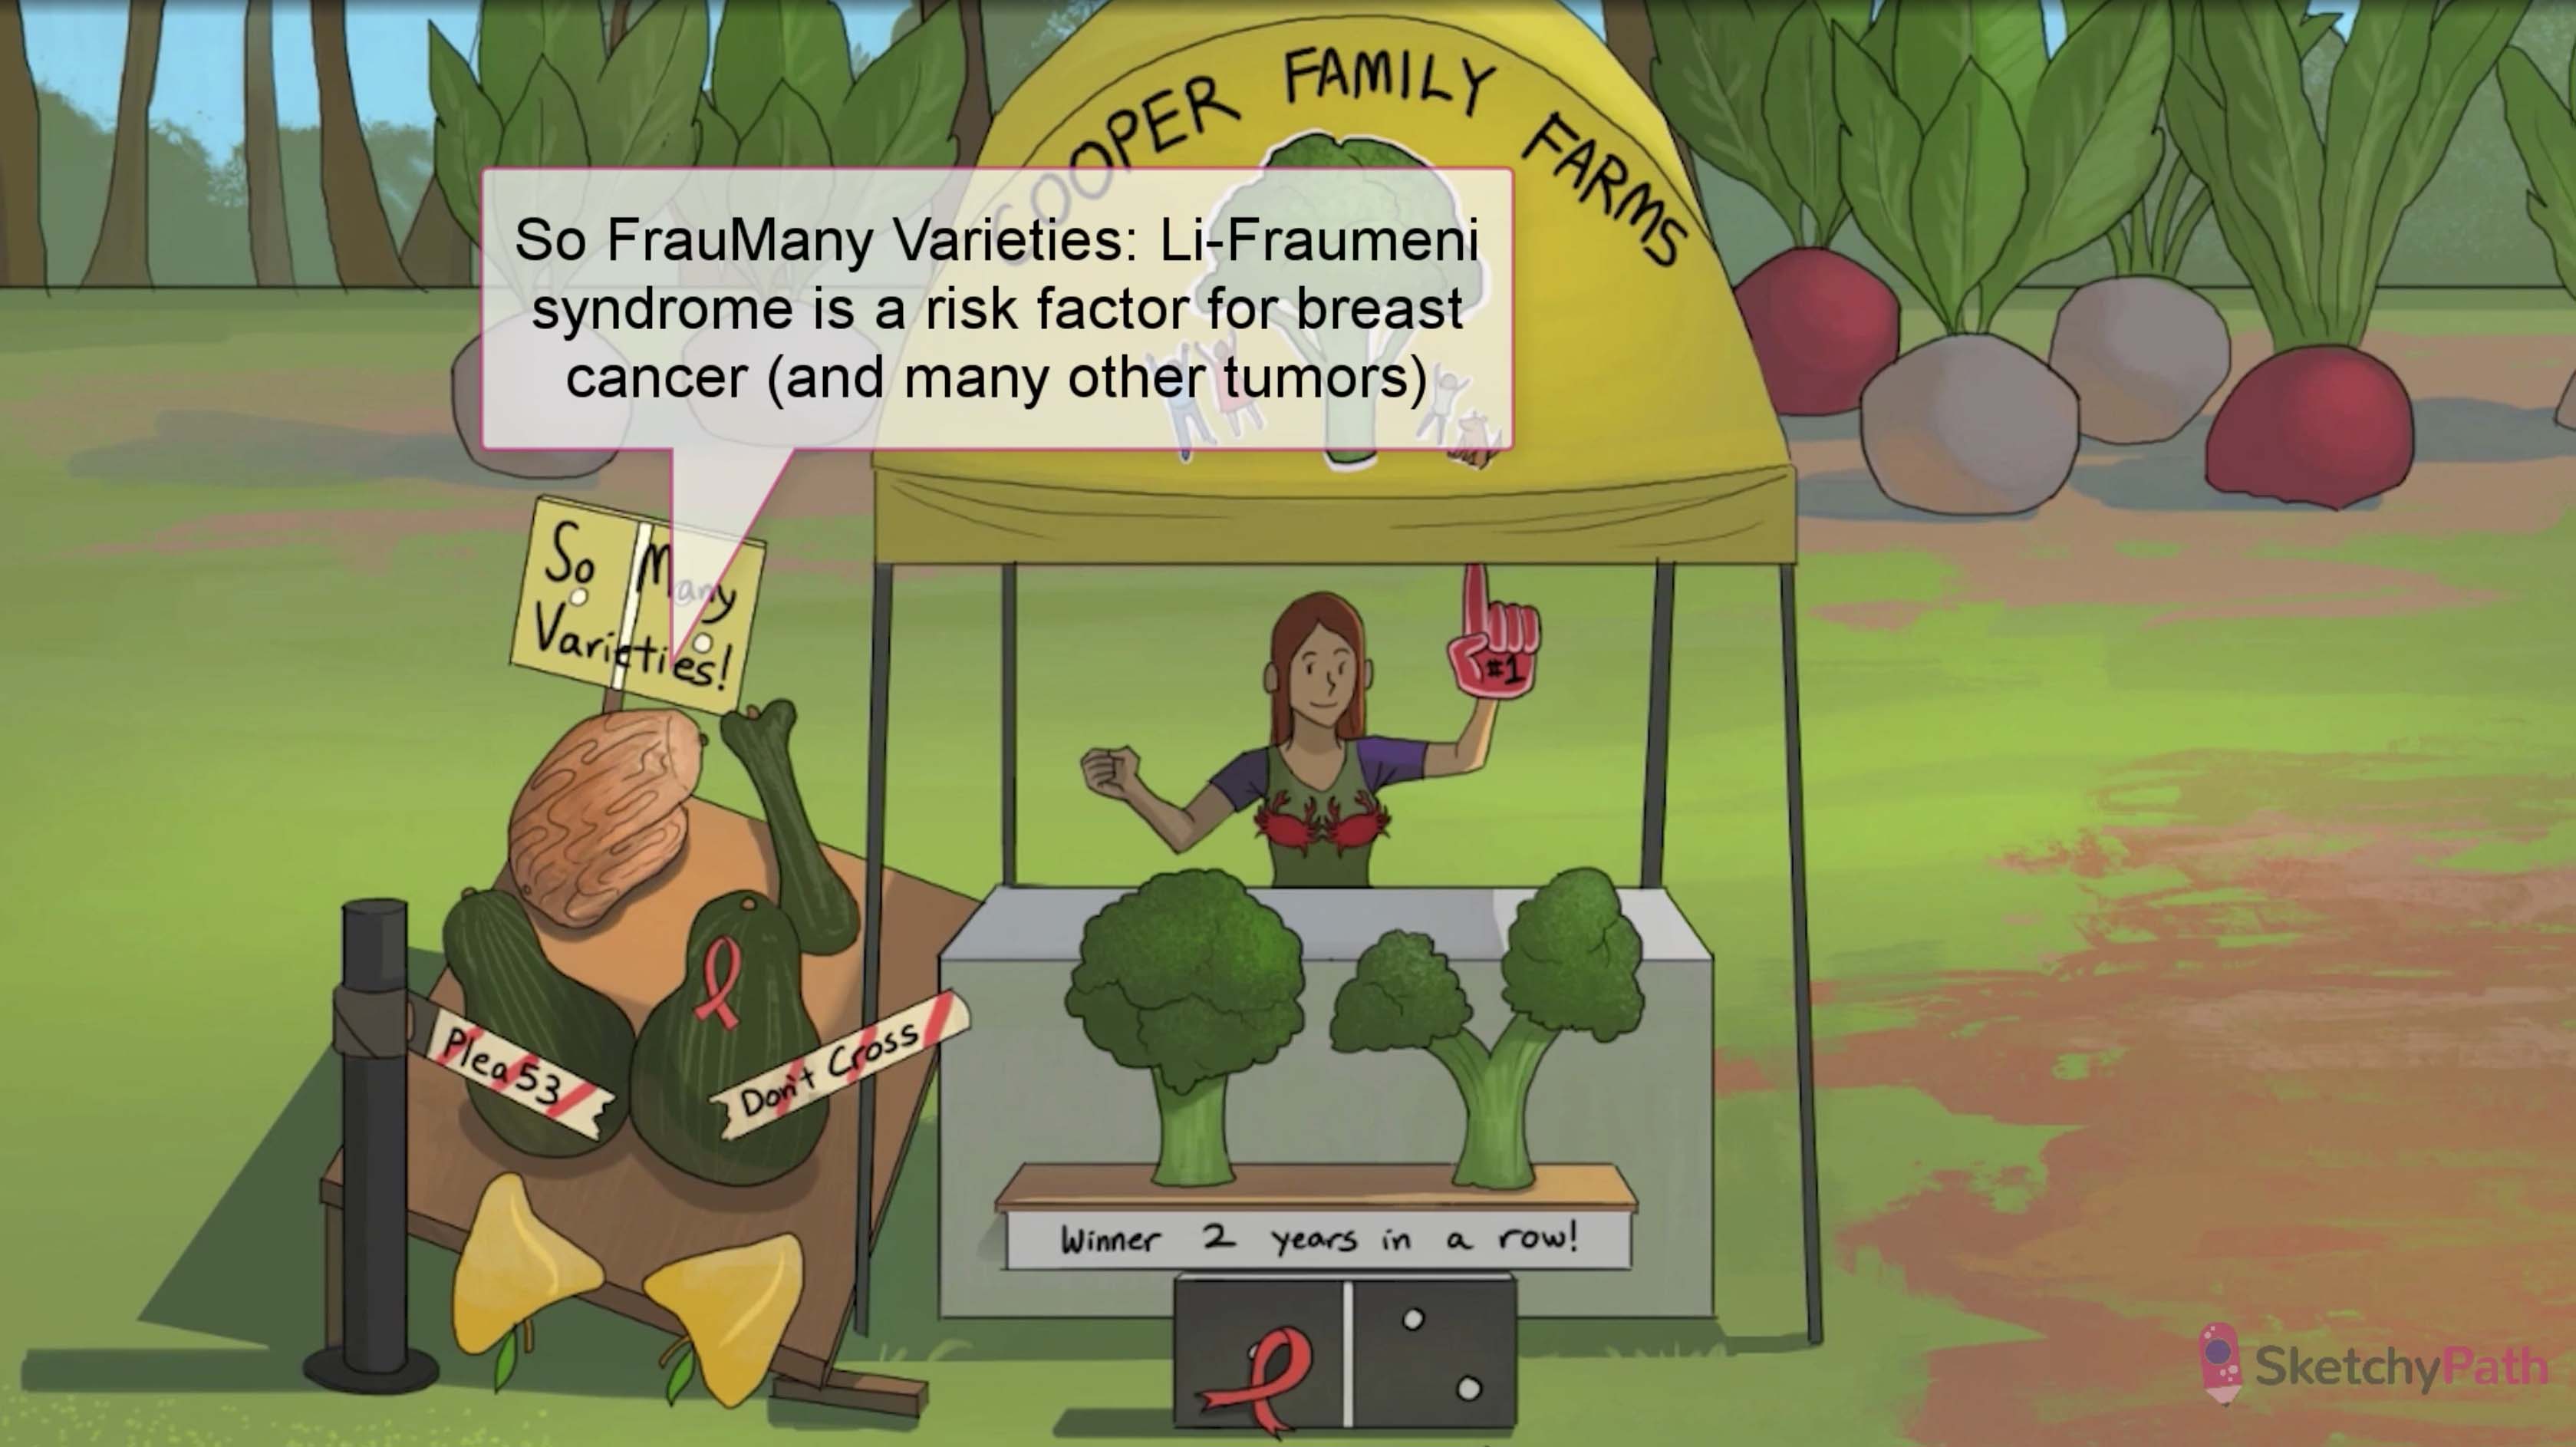 COOPER FAMILY FARMS
So FrauMany Varieties: Li-Fraumeni
syndrome is a risk factor for breast
cancer (and many other tumors)
So Many
Varieties!
#1
Plea53
Don't Cross
Winner 2 years in a row!
SketchyPath